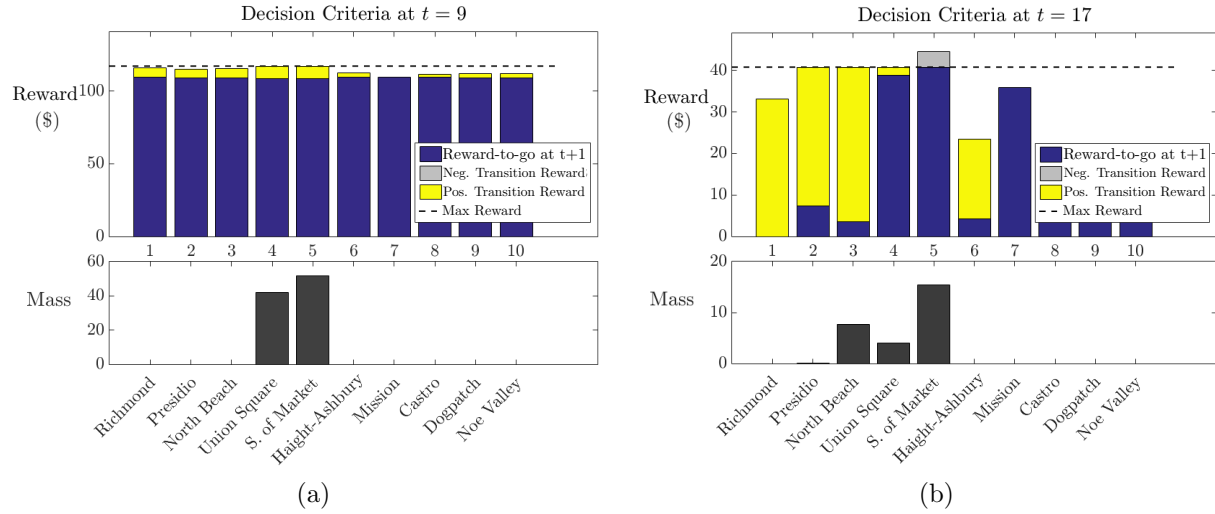 Decision Criteria at t = 9
Reward
($)
100
50
0
Reward-to-go at t+1
Neg. Transition Reward
Pos. Transition Reward
Max Reward
1 2 3 4 5 6 7 8 9 10
Mass
60
40
20
0
Richmond
Presidio
North Beach
Union Square
S. of Market
Haight-Ashbury
Mission
Castro
Dogpatch
Noe Valley
(a)
Decision Criteria at t = 17
Reward
($)
40
30
20
10
0
Reward-to-go at t+1
Neg. Transition Reward
Pos. Transition Reward
Max Reward
1 2 3 4 5 6 7 8 9 10
Mass
20
10
0
Richmond
Presidio
North Beach
Union Square
S. of Market
Haight-Ashbury
Mission
Castro
Dogpatch
Noe Valley
(b)